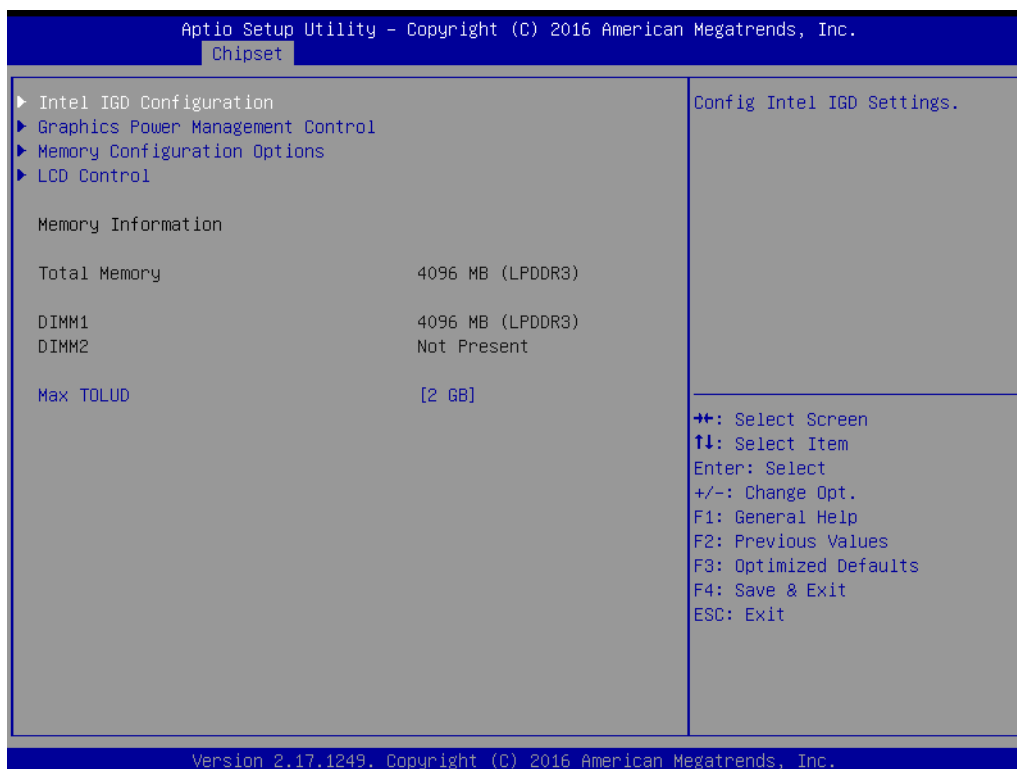 Aptio Setup Utility – Copyright (C) 2016 American Megatrends, Inc.
Chipset
Intel IGD Configuration
Graphics Power Management Control
Memory Configuration Options
LCD Control
Memory Information
Total Memory 4096 MB (LPDDR3)
DIMM1 4096 MB (LPDDR3)
DIMM2 Not Present
Max TOLUD [2 GB]
Config Intel IGD Settings.
→←: Select Screen
↑↓: Select Item
Enter: Select
+/-: Change Opt.
F1: General Help
F2: Previous Values
F3: Optimized Defaults
F4: Save & Exit
ESC: Exit
Version 2.17.1249. Copyright (C) 2016 American Megatrends, Inc.